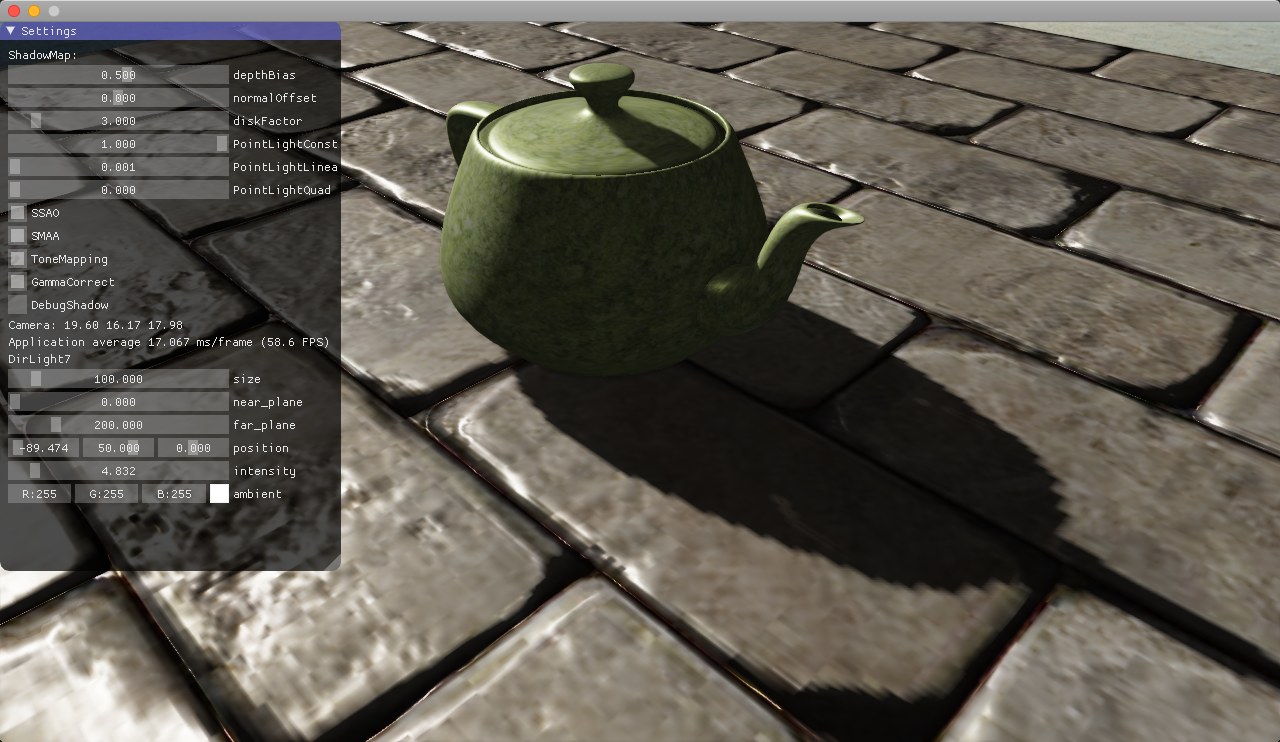 Settings
ShadowMap:
0.500 depthBias
0.000 normalOffset
3.000 diskFactor
1.000 PointLightConst
0.001 PointLightLinea
0.000 PointLightQuad
SSAO
SMAA
ToneMapping
GammaCorrect
DebugShadow
Camera: 19.60 16.17 17.98
Application average 17.067 ms/frame (58.6 FPS)
DirLight7
100.000 size
0.000 near_plane
200.000 far_plane
-89.474 50.000 0.000 position
4.832 intensity
R:255 G:255 B:255 ambient